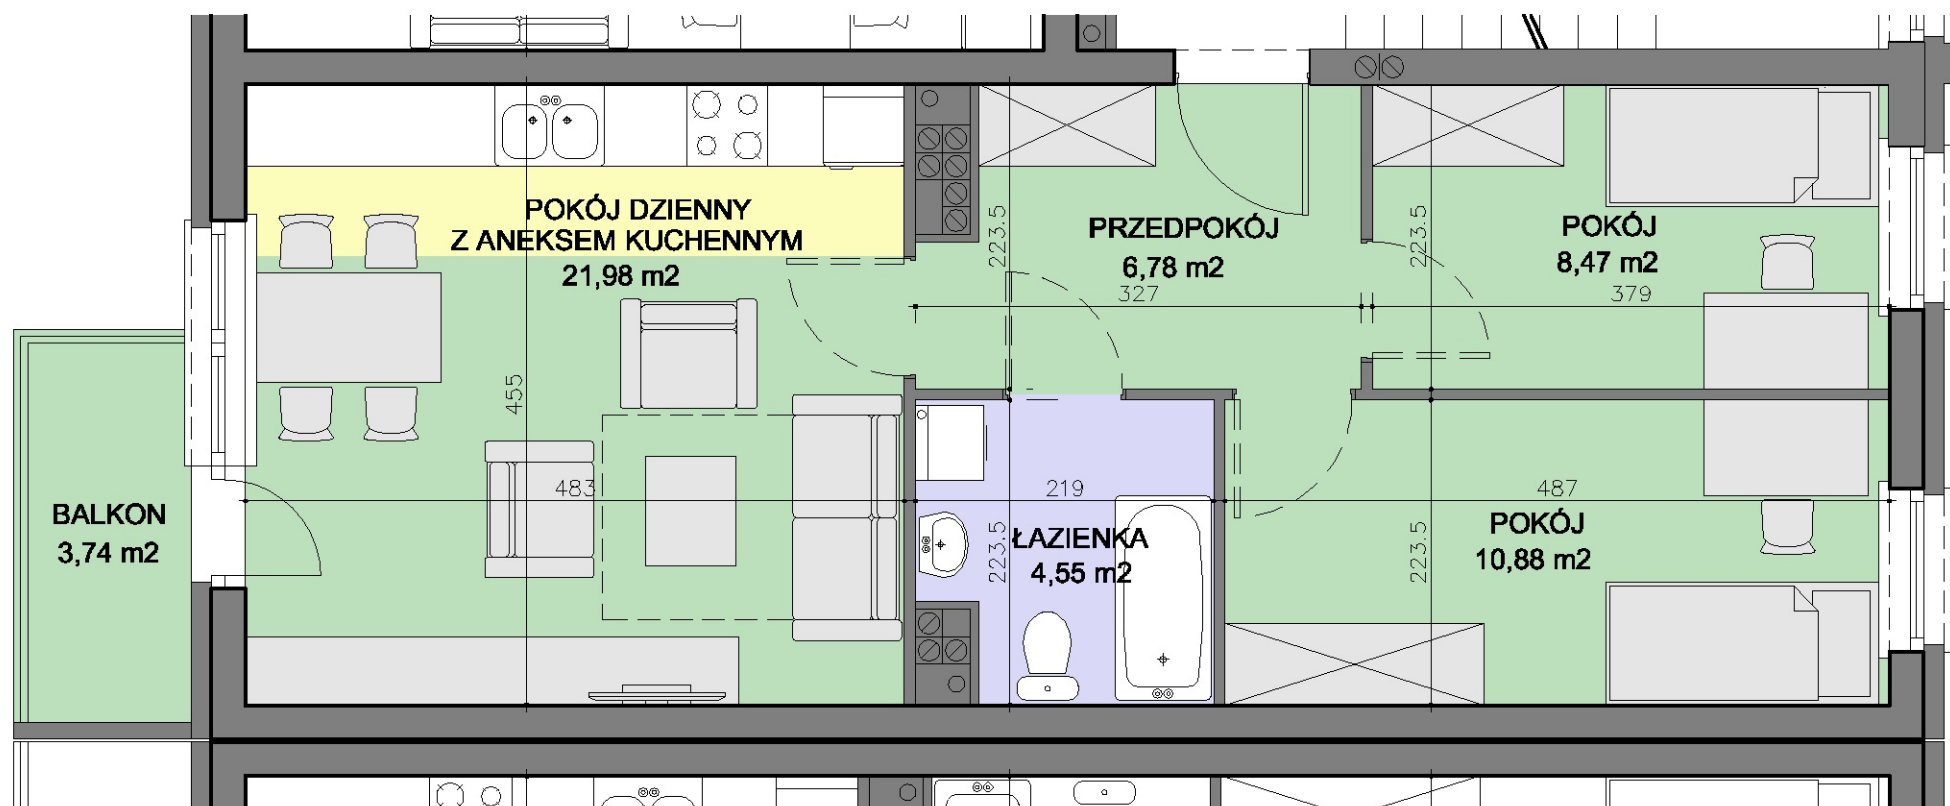 POKÓJ DZIENNY
Z ANEKSEM KUCHENNYM
21,98 m2
PRZEDPOKÓJ
6,78 m2
POKÓJ
8,47 m2
223.5
223.5
327
379
455
483
219
487
BALKON
3,74 m2
ŁAZIENKA
4,55 m2
223.5
POKÓJ
10,88 m2
223.5